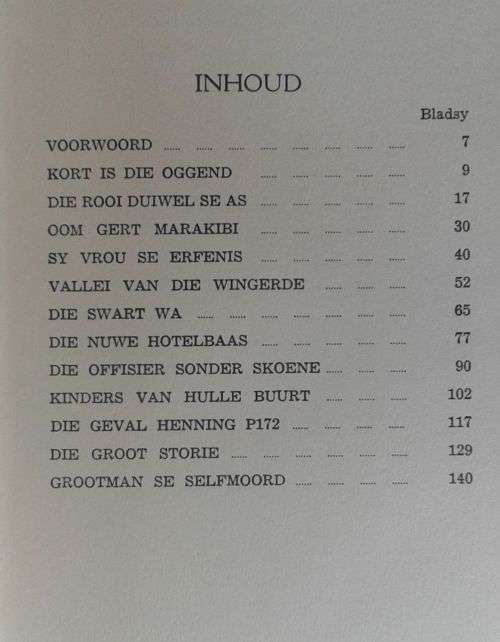 INHOUD
Bladsy
VOORWOORD ...... ...... ...... ...... ...... ...... ...... ...... 7
KORT IS DIE OGGEND ...... ...... ...... ...... ...... 9
DIE ROOI DUIWEL SE AS ...... ...... ...... ...... ...... 17
OOM GERT MARAKIBI ...... ...... ...... ...... ...... 30
SY VROU SE ERFENIS ...... ...... ...... ...... ...... 40
VALLEI VAN DIE WINGERDE ...... ...... ...... 52
DIE SWART WA ...... ...... ...... ...... ...... ...... ...... 65
DIE NUWE HOTELBAAS ...... ...... ...... ...... ...... 77
DIE OFFISIER SONDER SKOENE ...... ...... ...... 90
KINDERS VAN HULLE BUURT ...... ...... ...... 102
DIE GEVAL HENNING P172 ...... ...... ...... ...... 117
DIE GROOT STORIE ...... ...... ...... ...... ...... ...... 129
GROOTMAN SE SELFMOORD ...... ...... ...... ...... 140